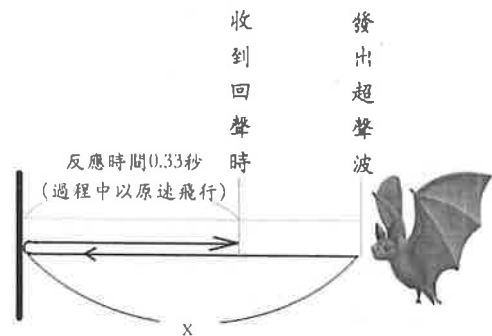 收到回聲時
發出超聲波
反應時間0.33秒
(過程中以原速飛行)
x